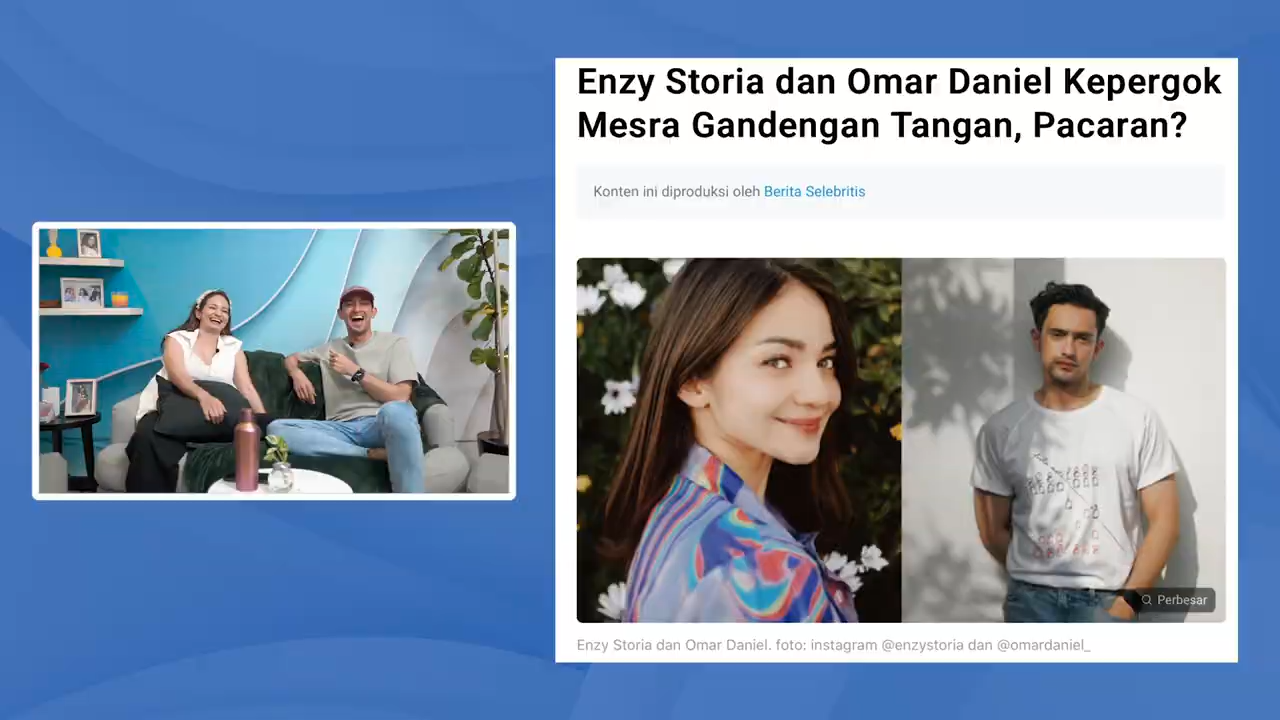 Enzy Storia dan Omar Daniel Kepergok
Mesra Gandengan Tangan, Pacaran?
Konten ini diproduksi oleh Berita Selebritis
Perbesar
Enzy Storia dan Omar Daniel. foto: instagram @enzystoria dan @omardaniel_